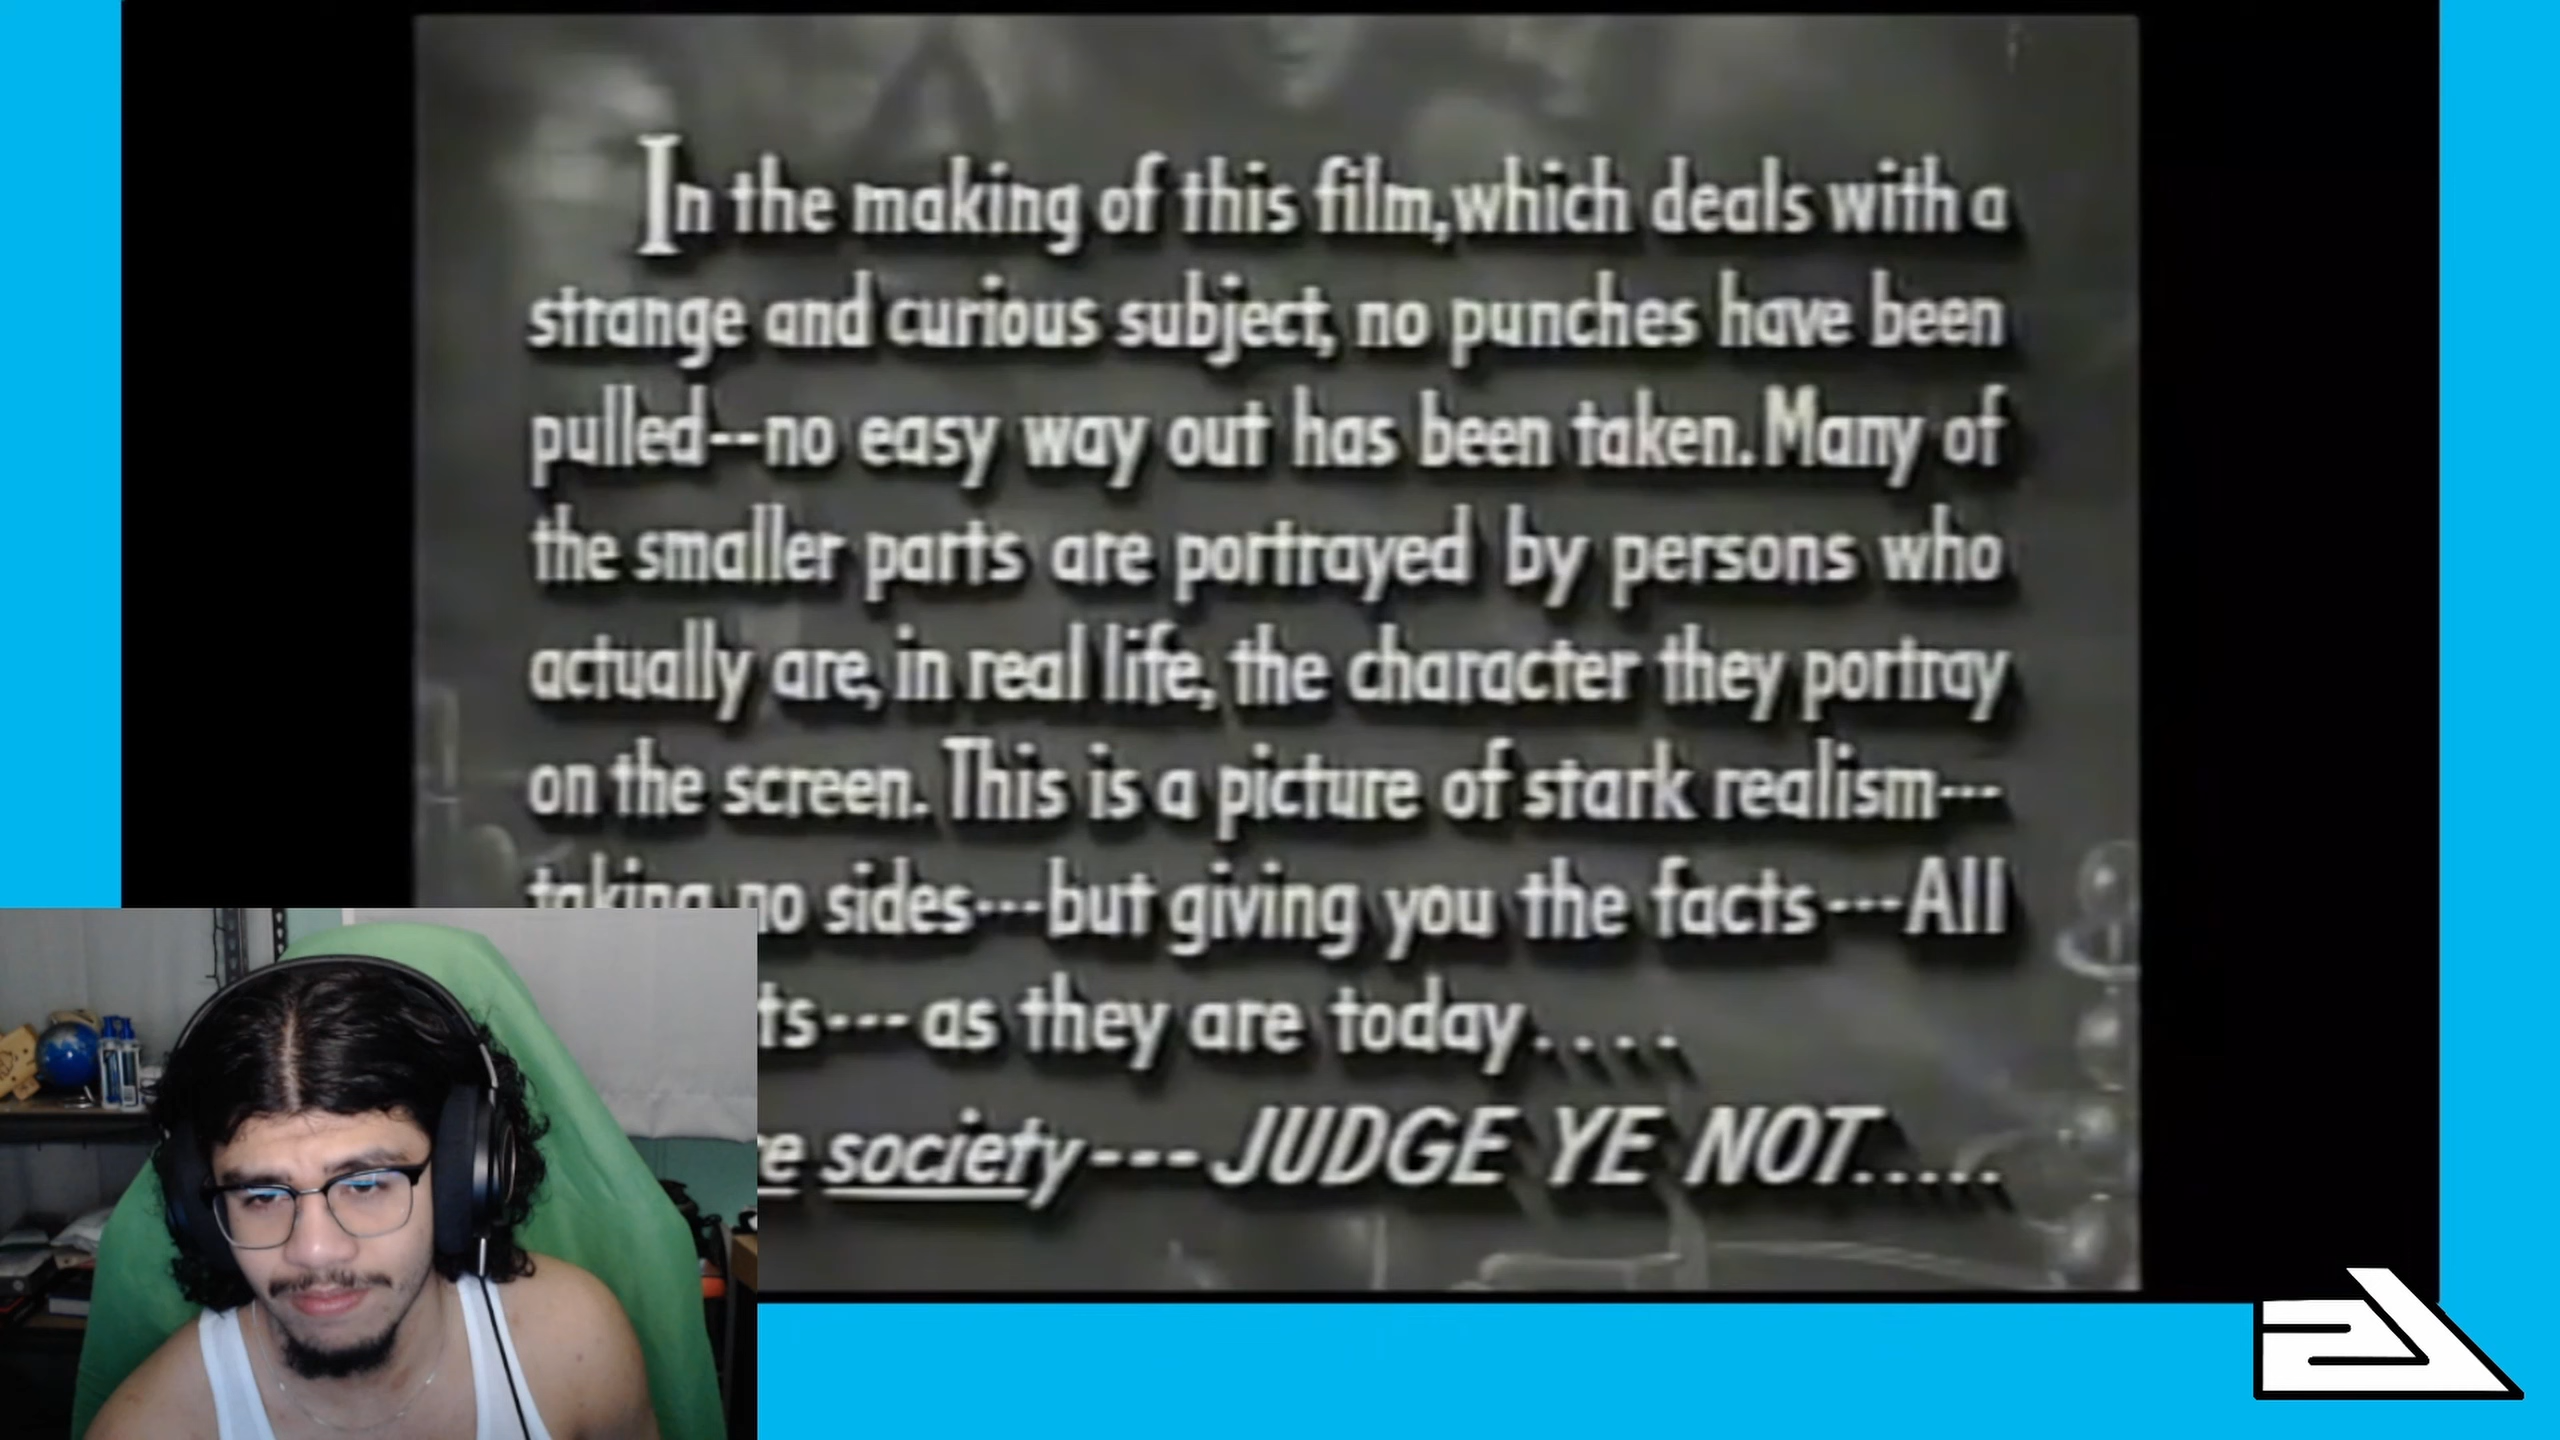 In the making of this film, which deals with a
strange and curious subject, no punches have been
pulled--no easy way out has been taken. Many of
the smaller parts are portrayed by persons who
actually are, in real life, the character they portray
on the screen. This is a picture of stark realism---
taking no sides---but giving you the facts---All
ts---as they are today....
society---JUDGE YE NOT.....